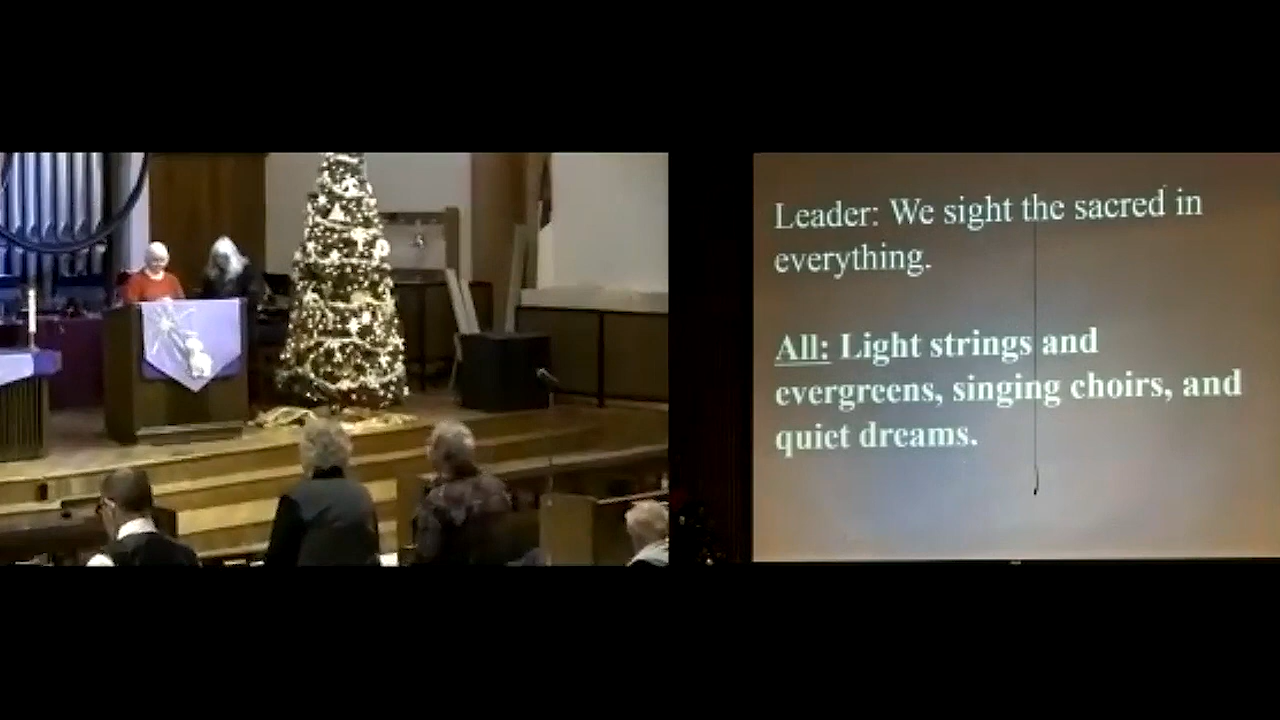 Leader: We sight the sacred in
everything.
All: Light strings and
evergreens, singing choirs, and
quiet dreams.